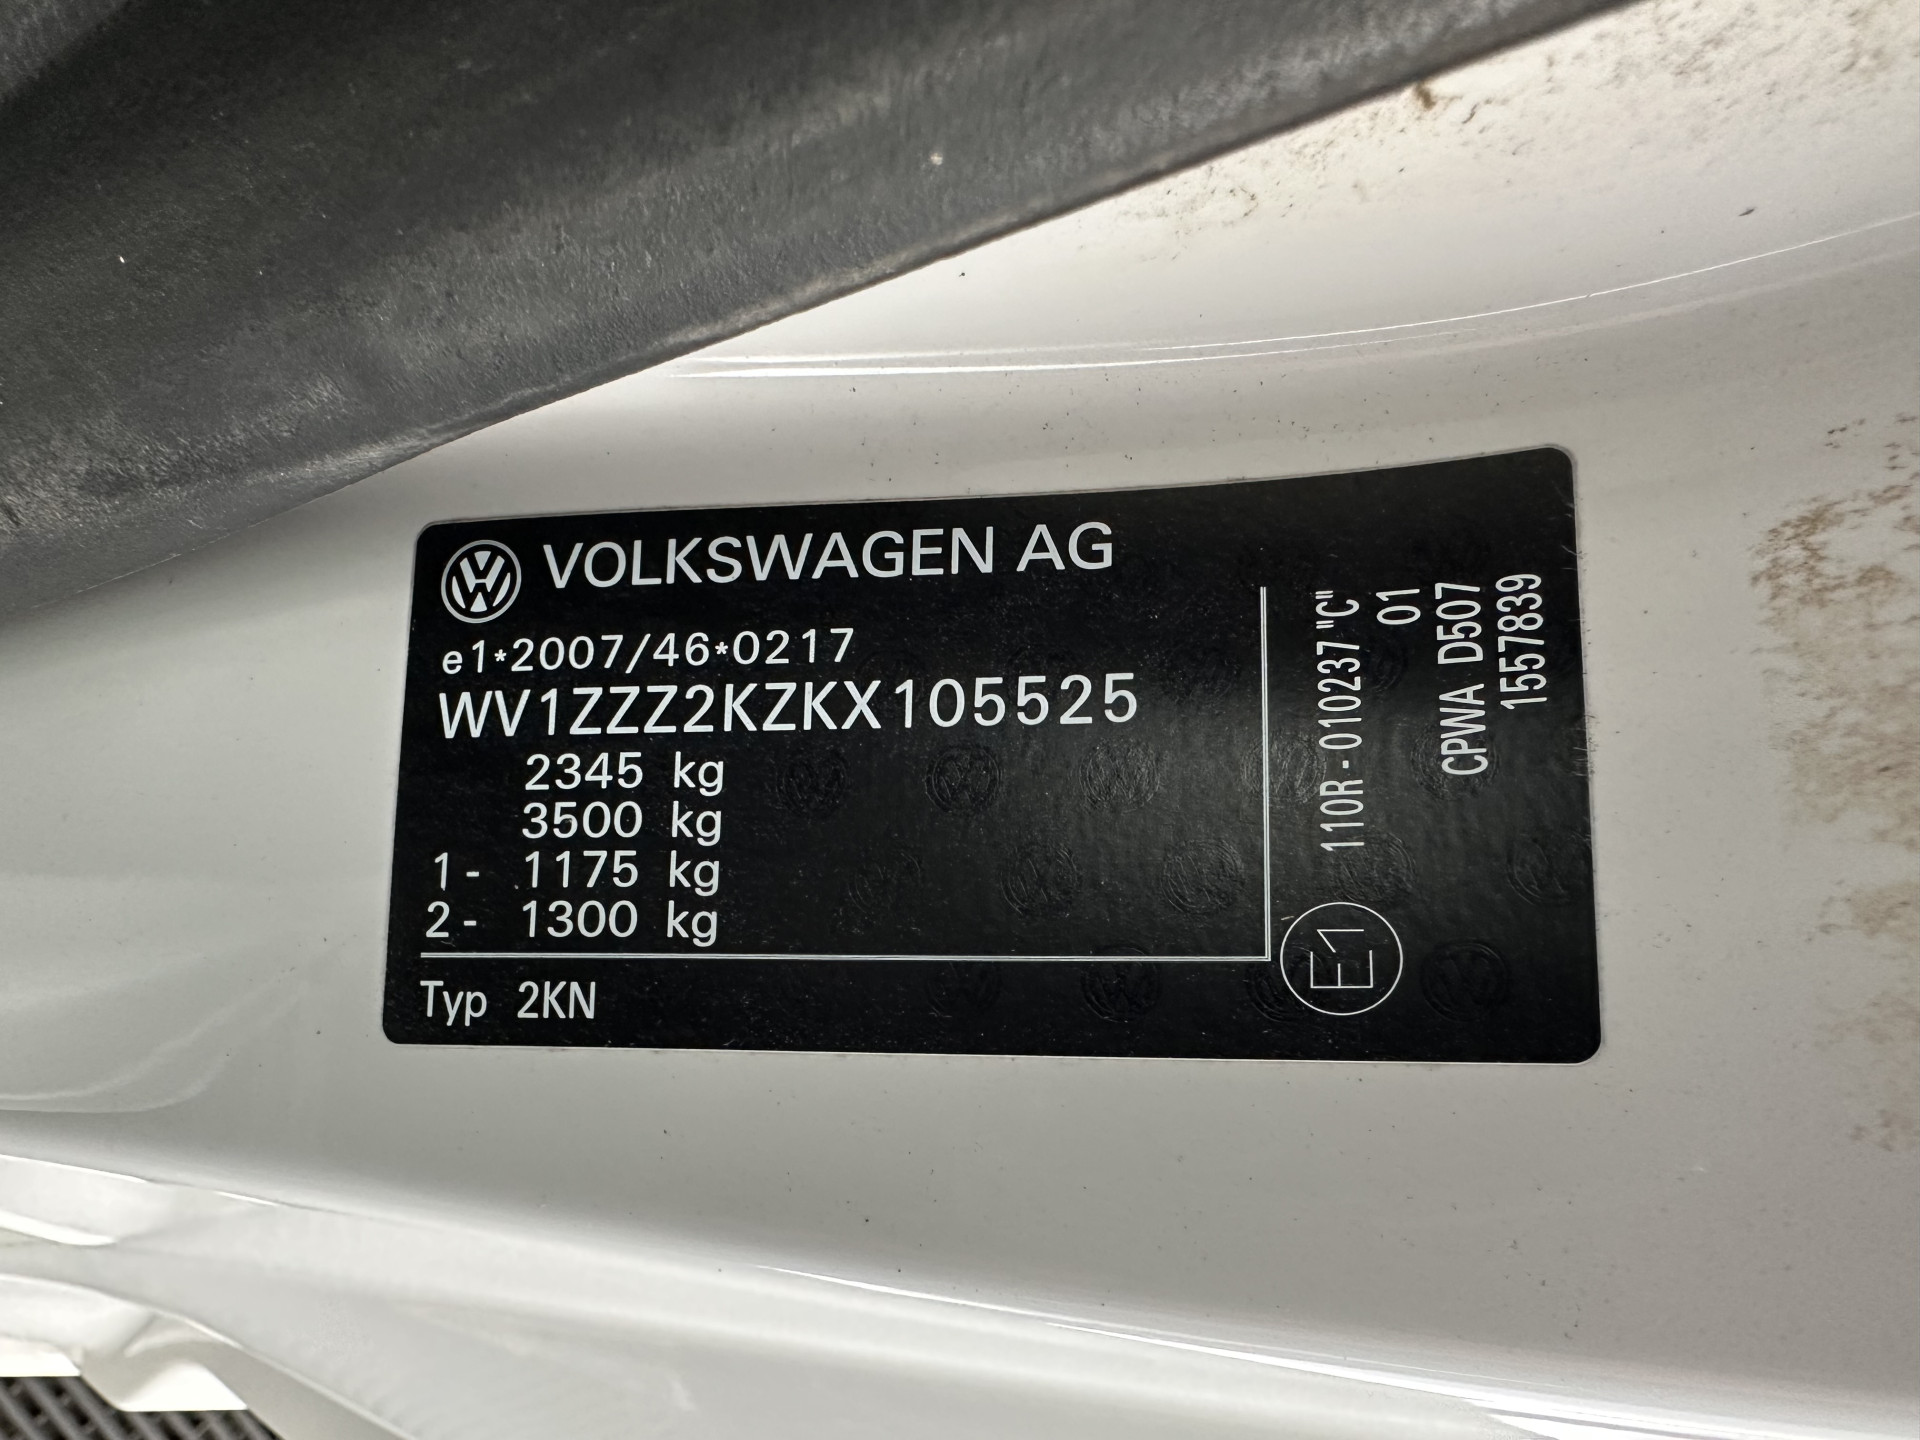 VOLKSWAGEN AG
e1*2007/46*0217
WV1ZZZ2KZKX105525
2345 kg
3500 kg
1- 1175 kg
2- 1300 kg
Typ 2KN
E1 110R-010237 "C"
01
CPWA D507
1557839